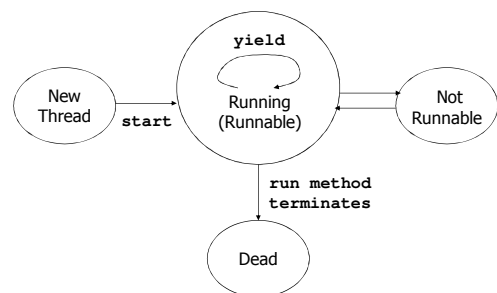 yield
New
Thread
start
Running
(Runnable)
Not
Runnable
run method
terminates
Dead